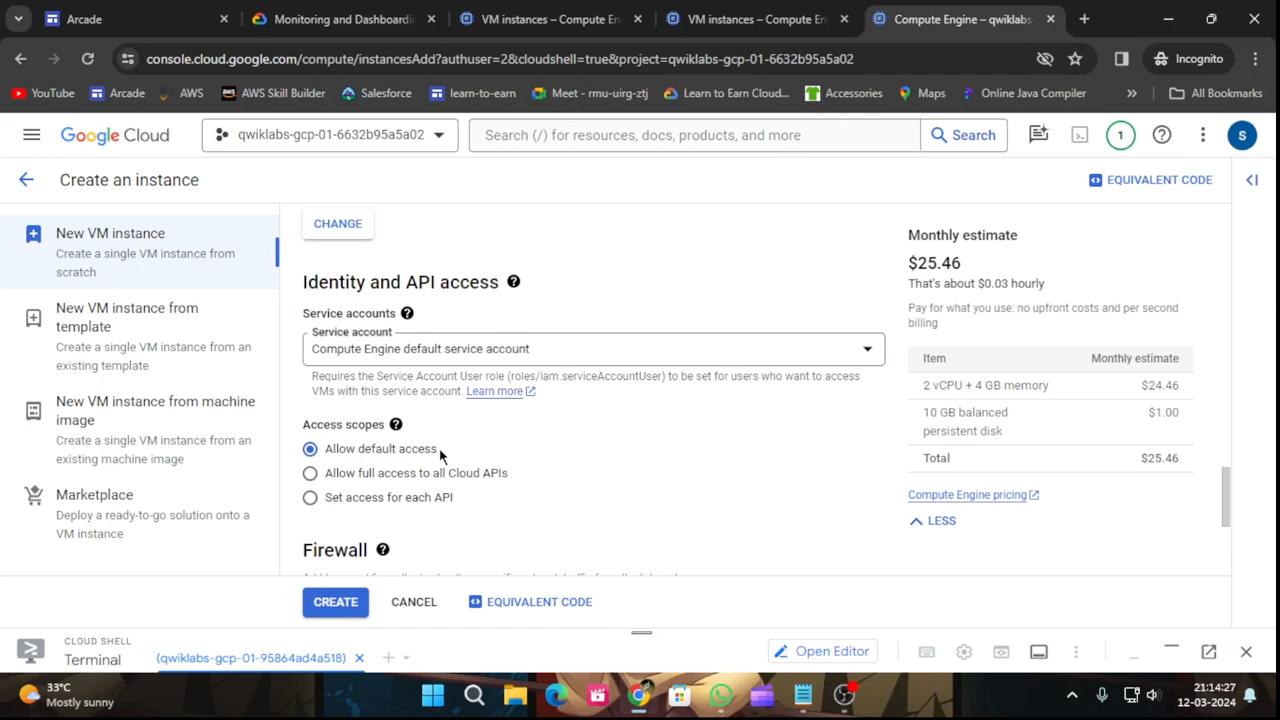 Arcade
Monitoring and Dashboardin
VM instances – Compute En
VM instances – Compute En
Compute Engine – qwiklabs
console.cloud.google.com/compute/instancesAdd?authuser=2&cloudshell=true&project=qwiklabs-gcp-01-6632b95a5a02
Incognito
YouTube
Arcade
AWS
AWS Skill Builder
Salesforce
learn-to-earn
Meet - rmu-uirg-ztj
Learn to Earn Cloud...
Accessories
Maps
Online Java Compiler
All Bookmarks
Google Cloud
qwiklabs-gcp-01-6632b95a5a02
Search (/) for resources, docs, products, and more
Search
1
S
Create an instance
EQUIVALENT CODE
New VM instance
Create a single VM instance from
scratch
New VM instance from
template
Create a single VM instance from an
existing template
New VM instance from machine
image
Create a single VM instance from an
existing machine image
Marketplace
Deploy a ready-to-go solution onto a
VM instance
CHANGE
Identity and API access
Service accounts
Service account
Compute Engine default service account
Requires the Service Account User role (roles/iam.serviceAccountUser) to be set for users who want to access
VMs with this service account. Learn more
Access scopes
Allow default access
Allow full access to all Cloud APIs
Set access for each API
Firewall
Monthly estimate
$25.46
That's about $0.03 hourly
Pay for what you use: no upfront costs and per second
billing
Item Monthly estimate
2 vCPU + 4 GB memory $24.46
10 GB balanced $1.00
persistent disk
Total $25.46
Compute Engine pricing
LESS
CREATE
CANCEL
EQUIVALENT CODE
CLOUD SHELL
Terminal
(qwiklabs-gcp-01-95864ad4a518)
Open Editor
33°C
Mostly sunny
21:14:27
12-03-2024